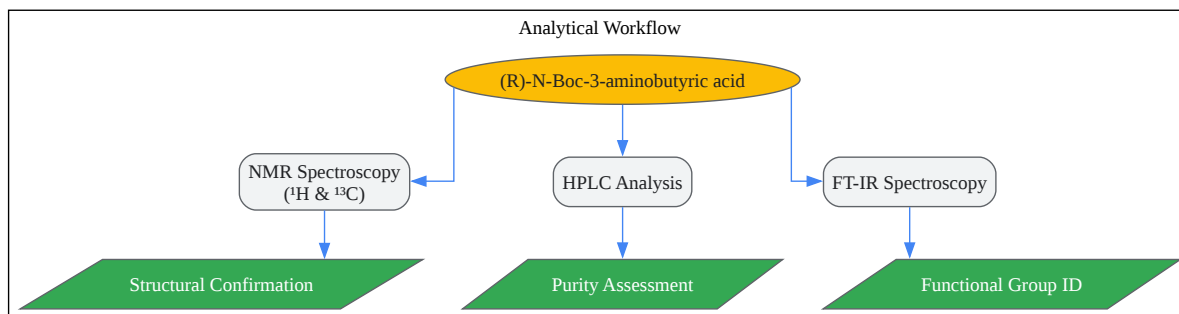 Analytical Workflow
(R)-N-Boc-3-aminobutyric acid
NMR Spectroscopy
(¹H & ¹³C)
HPLC Analysis
FT-IR Spectroscopy
Structural Confirmation
Purity Assessment
Functional Group ID